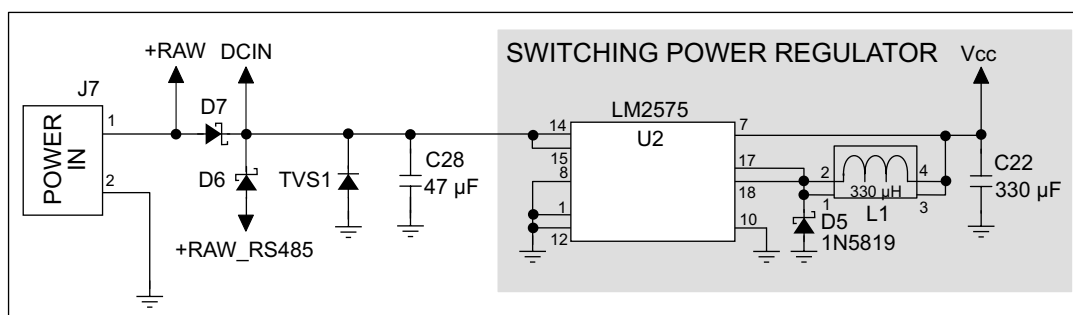 +RAW DCIN
SWITCHING POWER REGULATOR
Vcc
J7
POWER IN
1
2
D7
D6
+RAW_RS485
TVS1
C28
47 µF
LM2575
U2
14
15
8
1
12
7
17
18
10
2
1
4
3
330 µH
L1
D5
1N5819
C22
330 µF